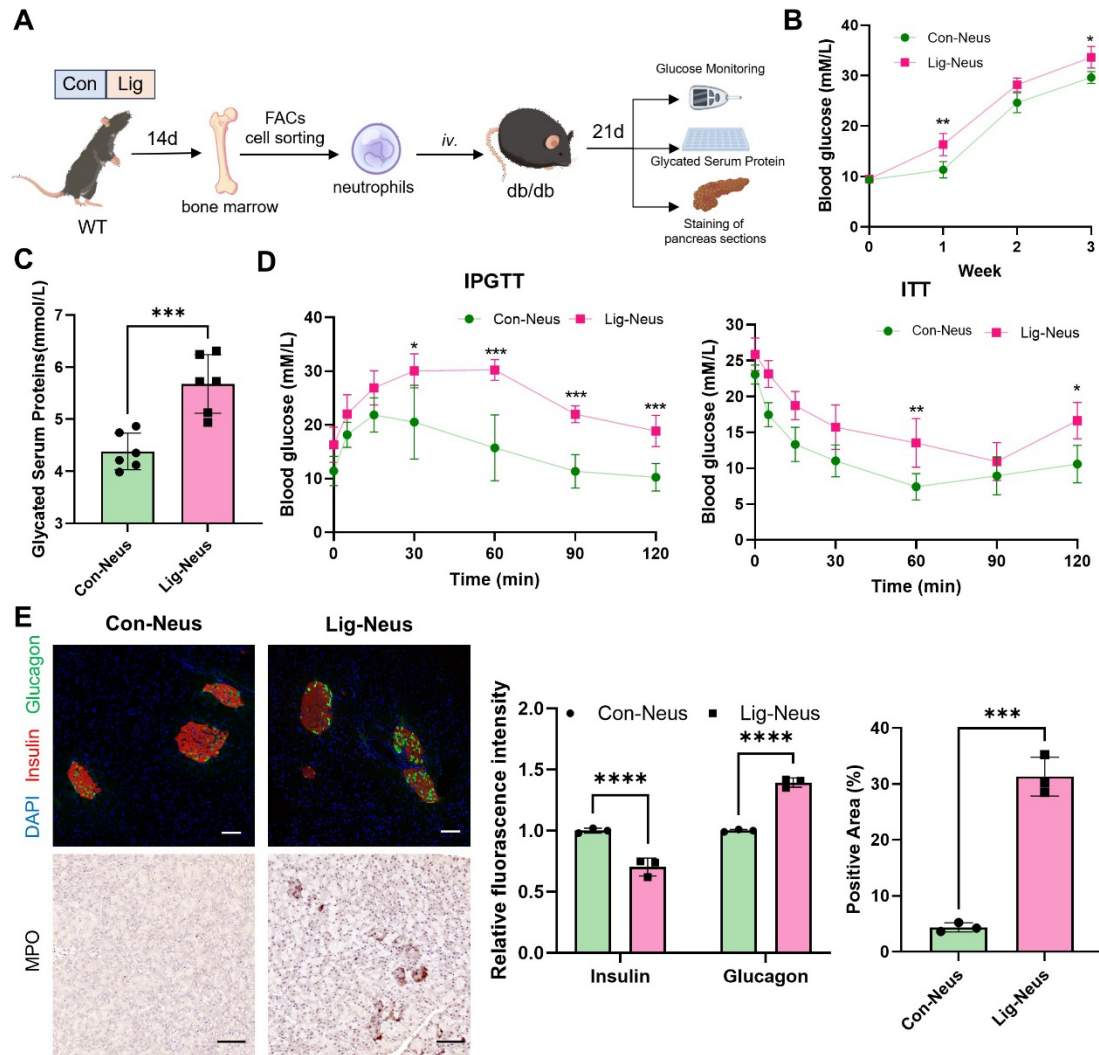 A
Con Lig
14d
FACs
cell sorting
iv.
21d
WT
bone marrow
neutrophils
db/db
Glucose Monitoring
Glycated Serum Protein
Staining of
pancreas sections
B
Blood glucose (mM/L)
40
30
20
10
0
Con-Neus
Lig-Neus
**
*
0 1 2 3
Week
C
Glycated Serum Proteins(mmol/L)
7
6
5
4
3
***
Con-Neus
Lig-Neus
D
IPGTT
Con-Neus Lig-Neus
Blood glucose (mM/L)
40
30
20
10
0
* *** *** ***
0 30 60 90 120
Time (min)
ITT
Con-Neus Lig-Neus
Blood glucose (mM/L)
30
25
20
15
10
5
0
** *
0 30 60 90 120
Time (min)
E
Con-Neus Lig-Neus
DAPI Insulin Glucagon
MPO
Relative fluorascence intensity
2.0
1.5
1.0
0.5
0.0
Con-Neus Lig-Neus
**** ****
Insulin Glucagon
Positive Area (%)
40
30
20
10
0
***
Con-Neus
Lig-Neus